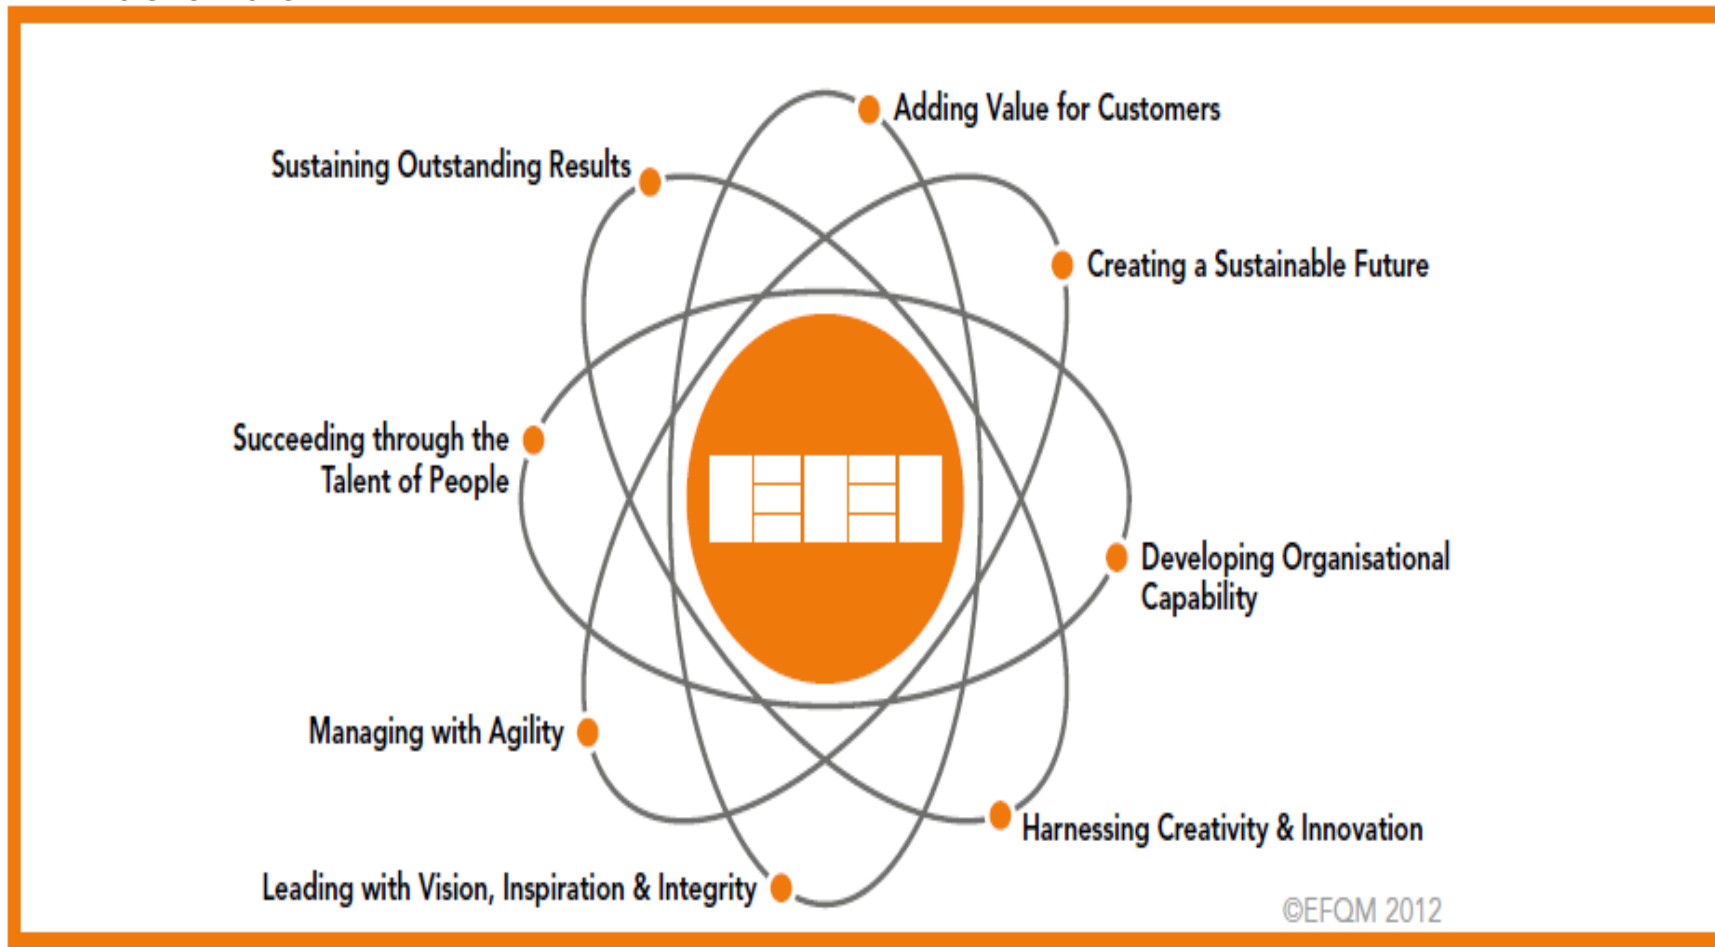 Adding Value for Customers
Sustaining Outstanding Results
Creating a Sustainable Future
Succeeding through the
Talent of People
Developing Organisational
Capability
Managing with Agility
Harnessing Creativity & Innovation
Leading with Vision, Inspiration & Integrity
©EFQM 2012